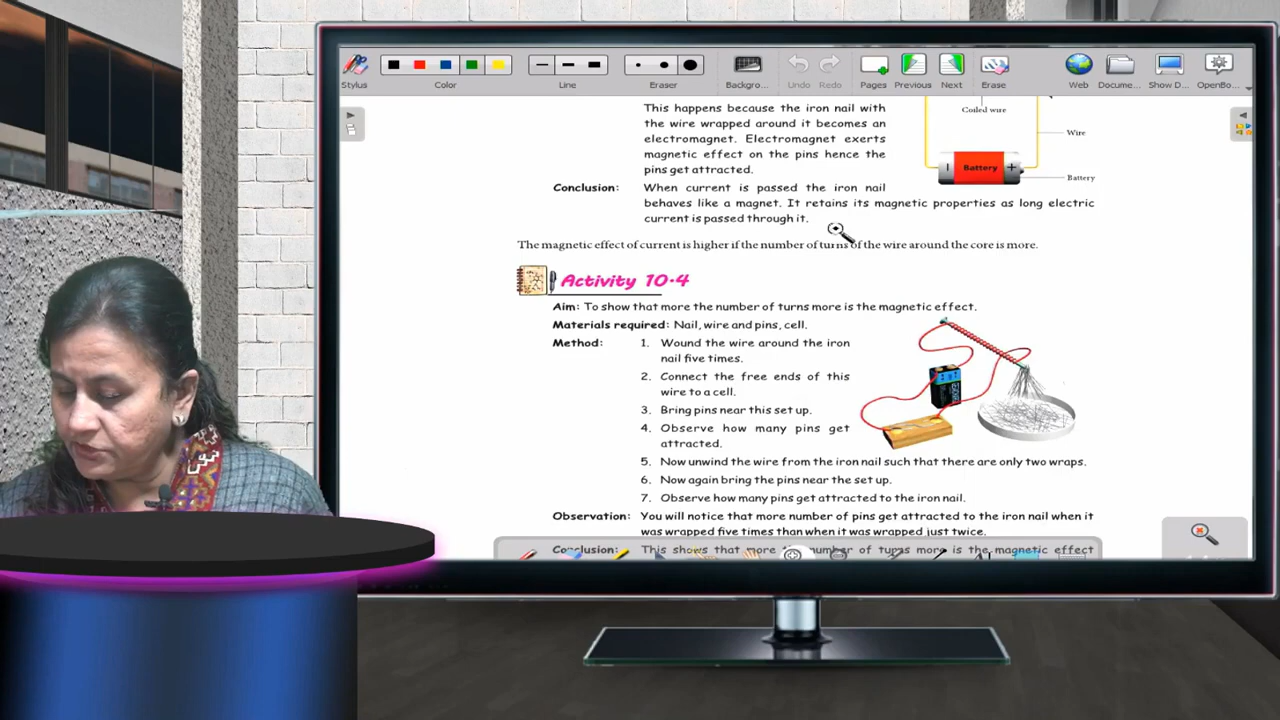 Stylus Color Line Eraser Backgro... Undo Redo Pages Previous Next Erase Web Docume... Show D... OpenBo...
This happens because the iron nail with
the wire wrapped around it becomes an
electromagnet. Electromagnet exerts
magnetic effect on the pins hence the
pins get attracted.
Coiled wire
Wire
Battery
Battery
Conclusion: When current is passed the iron nail
behaves like a magnet. It retains its magnetic properties as long electric
current is passed through it.
The magnetic effect of current is higher if the number of turns of the wire around the core is more.
Activity 10.4
Aim: To show that more the number of turns more is the magnetic effect.
Materials required: Nail, wire and pins, cell.
Method: 1. Wound the wire around the iron
nail five times.
2. Connect the free ends of this
wire to a cell.
3. Bring pins near this set up.
4. Observe how many pins get
attracted.
5. Now unwind the wire from the iron nail such that there are only two wraps.
6. Now again bring the pins near the set up.
7. Observe how many pins get attracted to the iron nail.
Observation: You will notice that more number of pins get attracted to the iron nail when it
was wrapped five times than when it was wrapped just twice.
Conclusion: This shows that more number of turns more is the magnetic effect